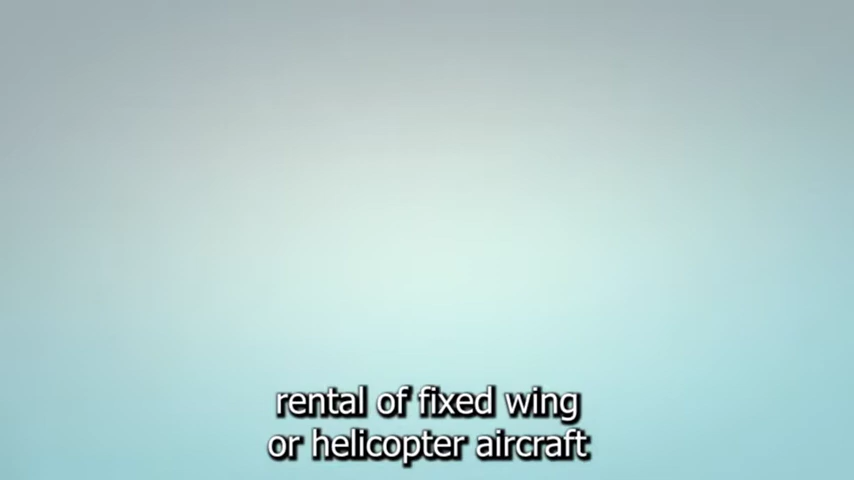 rental of fixed wing
or helicopter aircraft